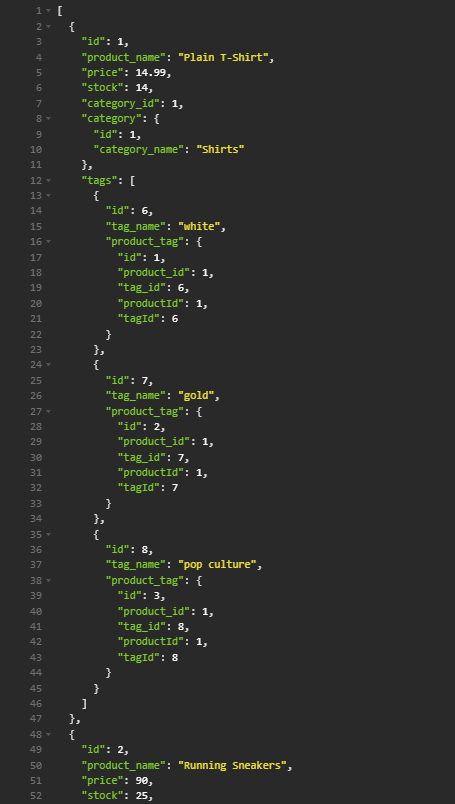 1 [
2 {
3 "id": 1,
4 "product_name": "Plain T-Shirt",
5 "price": 14.99,
6 "stock": 14,
7 "category_id": 1,
8 "category": {
9 "id": 1,
10 "category_name": "Shirts"
11 },
12 "tags": [
13 {
14 "id": 6,
15 "tag_name": "white",
16 "product_tag": {
17 "id": 1,
18 "product_id": 1,
19 "tag_id": 6,
20 "productId": 1,
21 "tagId": 6
22 }
23 },
24 {
25 "id": 7,
26 "tag_name": "gold",
27 "product_tag": {
28 "id": 2,
29 "product_id": 1,
30 "tag_id": 7,
31 "productId": 1,
32 "tagId": 7
33 }
34 },
35 {
36 "id": 8,
37 "tag_name": "pop culture",
38 "product_tag": {
39 "id": 3,
40 "product_id": 1,
41 "tag_id": 8,
42 "productId": 1,
43 "tagId": 8
44 }
45 }
46 ]
47 },
48 {
49 "id": 2,
50 "product_name": "Running Sneakers",
51 "price": 90,
52 "stock": 25,